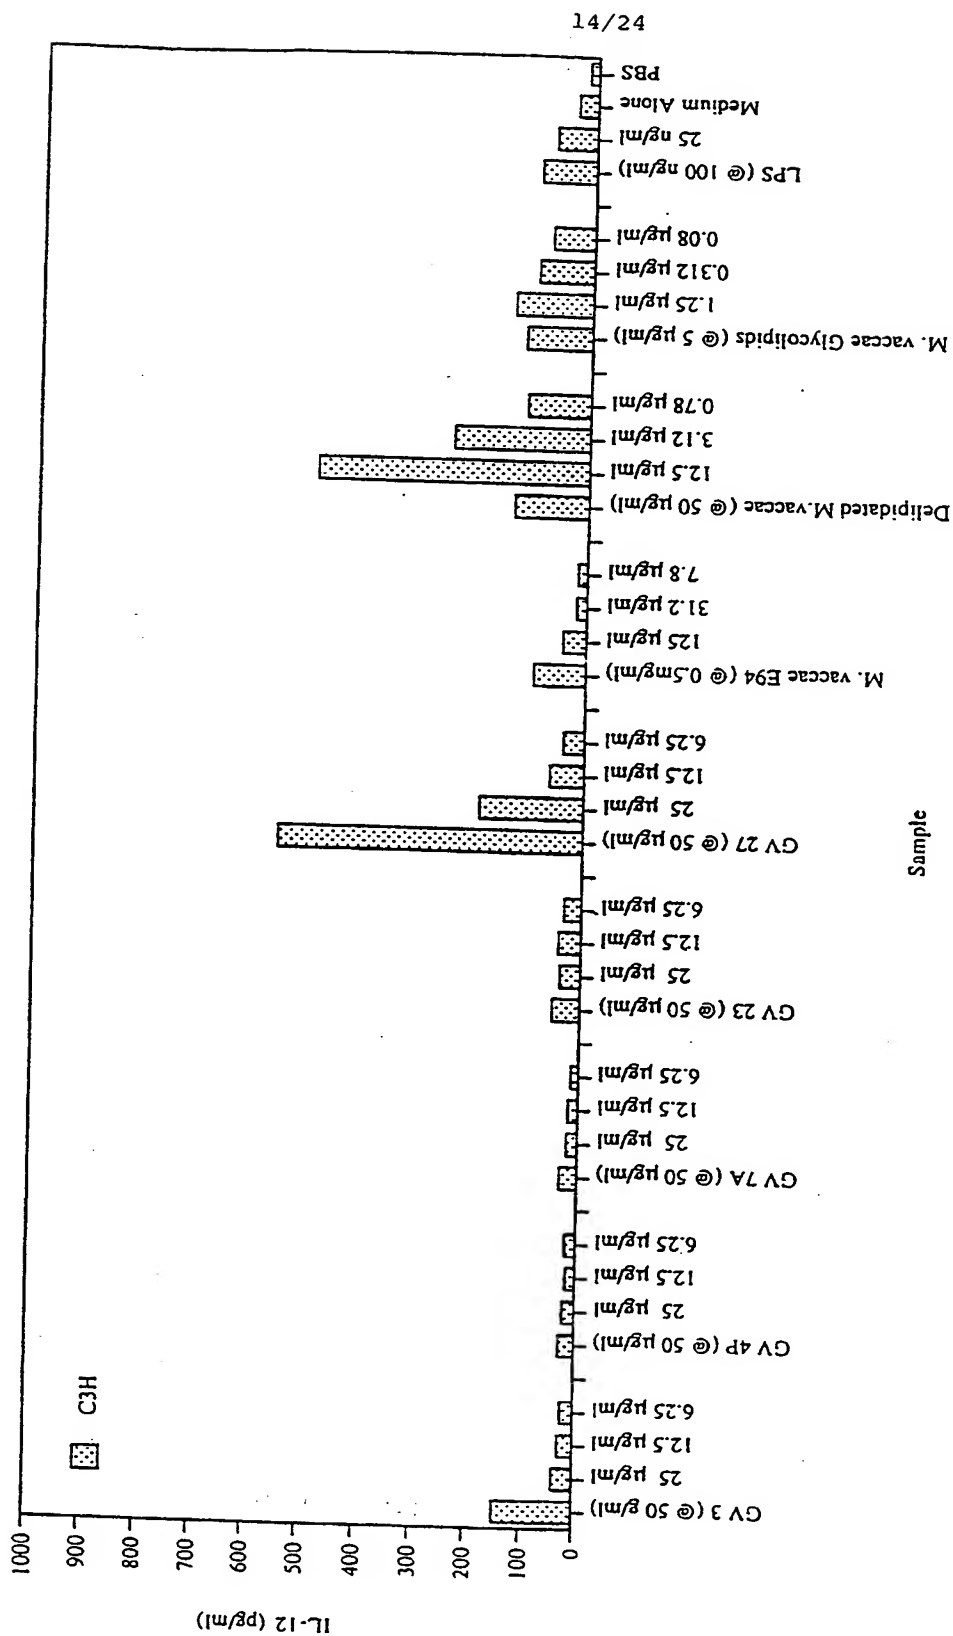 14/24
IL-12 (pg/ml)
1000
900
800
700
600
500
400
300
200
100
0
C3H
GV 3 (@ 50 g/ml)
25 µg/ml
12.5 µg/ml
6.25 µg/ml
GV 4P (@ 50 µg/ml)
25 µg/ml
12.5 µg/ml
6.25 µg/ml
GV 7A (@ 50 µg/ml)
25 µg/ml
12.5 µg/ml
6.25 µg/ml
GV 23 (@ 50 µg/ml)
25 µg/ml
12.5 µg/ml
6.25 µg/ml
GV 27 (@ 50 µg/ml)
25 µg/ml
12.5 µg/ml
6.25 µg/ml
M. vaccae E94 (@ 0.5mg/ml)
125 µg/ml
31.2 µg/ml
7.8 µg/ml
Delipidated M.vaccae (@ 50 µg/ml)
12.5 µg/ml
3.12 µg/ml
0.78 µg/ml
M. vaccae Glycolipids (@ 5 µg/ml)
1.25 µg/ml
0.312 µg/ml
0.08 µg/ml
LPS (@ 100 ng/ml)
25 ng/ml
Medium Alone
PBS
Sample